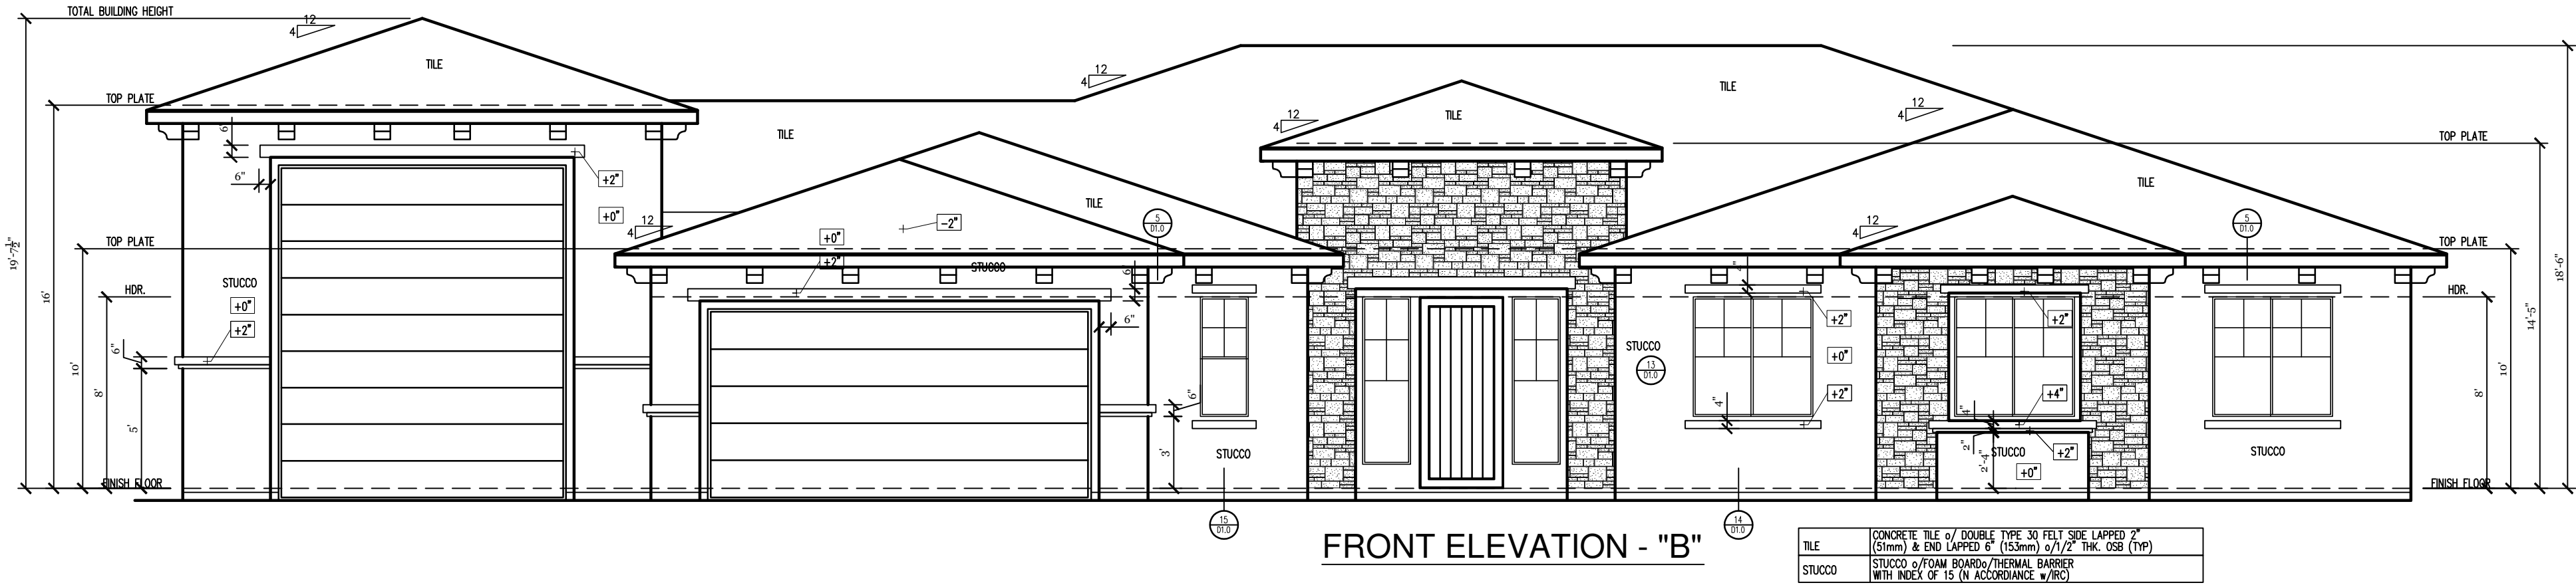 TOTAL BUILDING HEIGHT
12
4
TILE
12
4
TILE
12
4
TOP PLATE
12
4
TILE
12
4
TOP PLATE
6"
TILE
6"
+2"
TILE
TILE
+0"
12
4
-2"
5
D1.0
12
4
5
D1.0
19'-7½"
TOP PLATE
+0"
TOP PLATE
18'-6"
+2"
STUCCO
6"
4"
16'
STUCCO
HDR.
HDR.
+0"
+2"
6"
+2"
+2"
14'-5"
6"
STUCCO
+0"
13
D1.0
10'
10'
8'
6"
4"
+2"
+4"
4"
8'
5'
3'
STUCCO
2"
STUCCO
+2"
STUCCO
2'-4"
+0"
FINISH FLOOR
FINISH FLOOR
15
D1.0
14
D1.0
FRONT ELEVATION - "B"
TILE
CONCRETE TILE o/ DOUBLE TYPE 30 FELT SIDE LAPPED 2"
(51mm) & END LAPPED 6" (153mm) o/1/2" THK. OSB (TYP)
STUCCO
STUCCO o/FOAM BOARDo/THERMAL BARRIER
WITH INDEX OF 15 (N ACCORDANCE w/IRC)